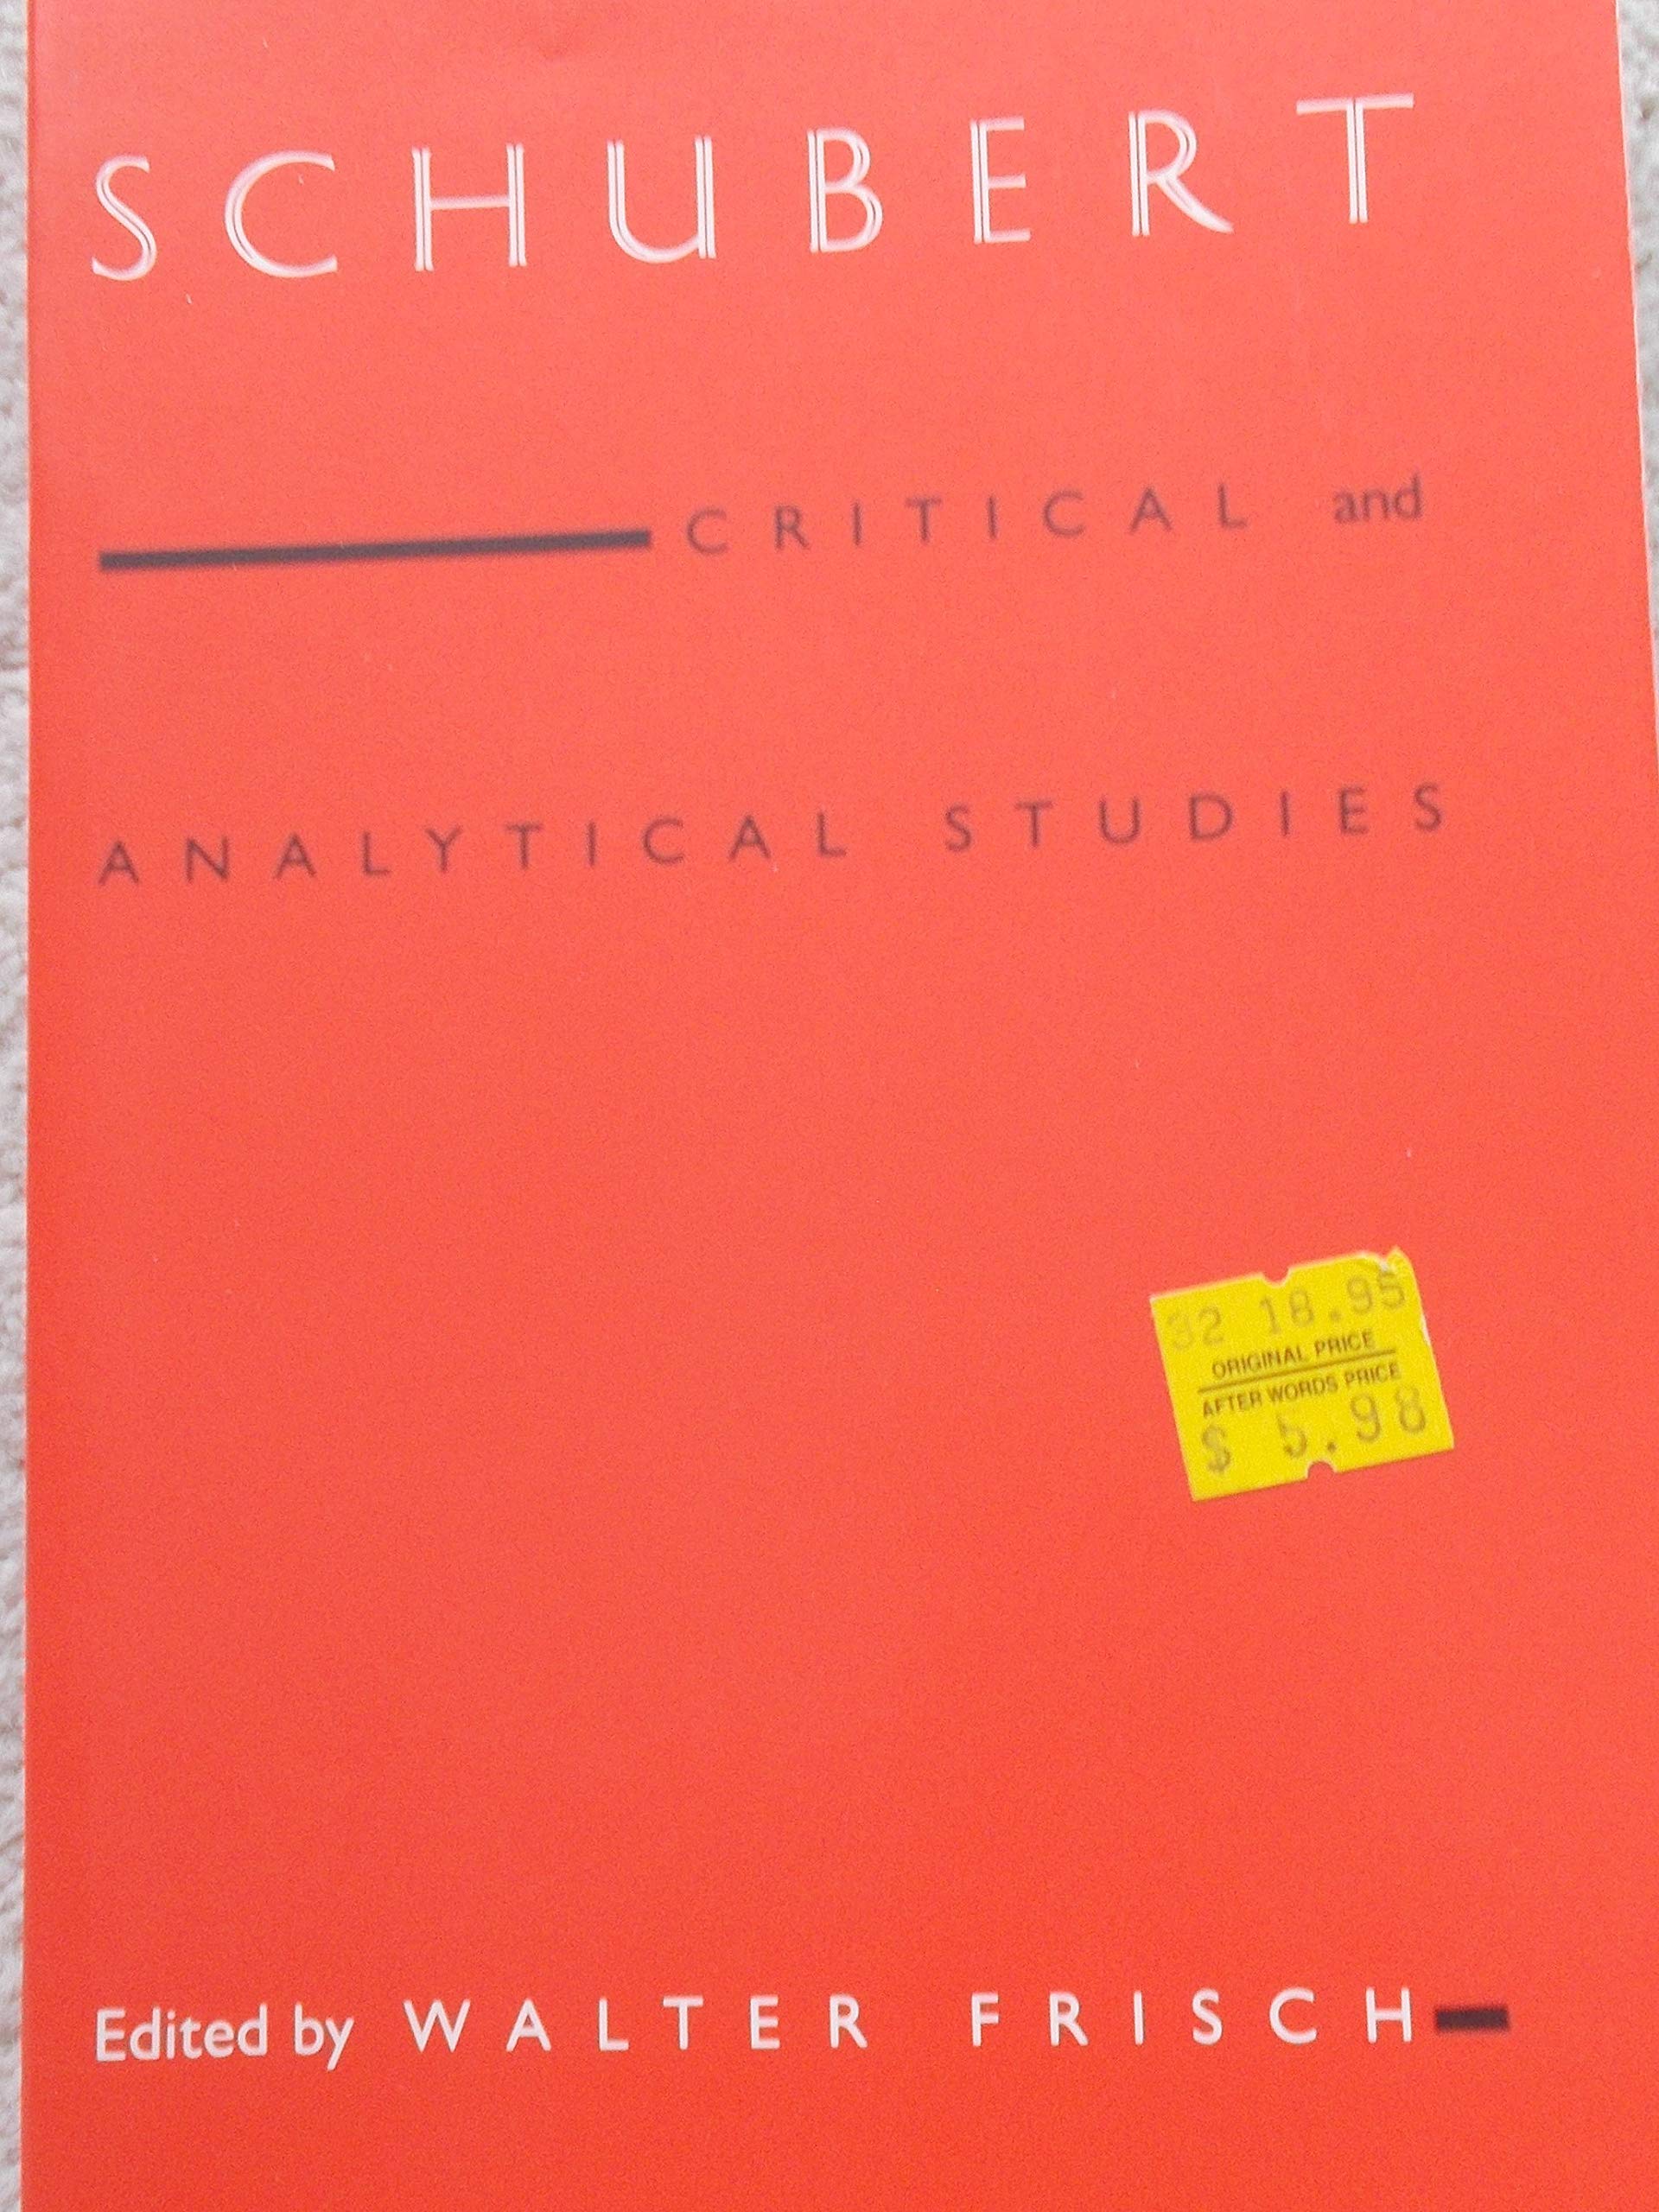 SCHUBERT
CRITICAL and
ANALYTICAL STUDIES
32 18.95
ORIGINAL PRICE
AFTER WORDS PRICE
$ 5.98
Edited by WALTER FRISCH